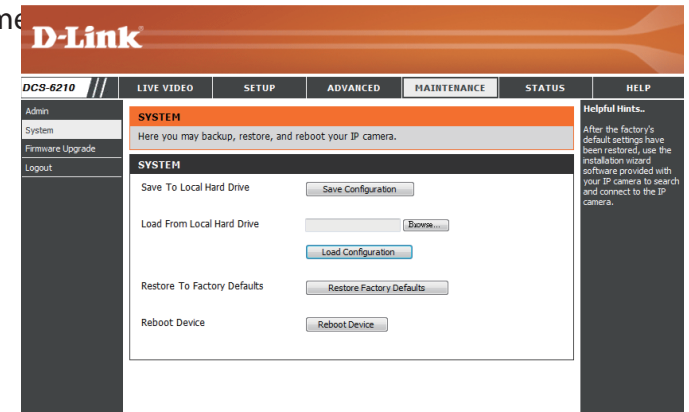 me
D-Link
DCS-6210 // LIVE VIDEO SETUP ADVANCED MAINTENANCE STATUS HELP
Admin
System
Firmware Upgrade
Logout
SYSTEM
Here you may backup, restore, and reboot your IP camera.
SYSTEM
Save To Local Hard Drive Save Configuration
Load From Local Hard Drive Browse...
Load Configuration
Restore To Factory Defaults Restore Factory Defaults
Reboot Device Reboot Device
Helpful Hints..
After the factory's
default settings have
been restored, use the
installation wizard
software provided with
your IP camera to search
and connect to the IP
camera.